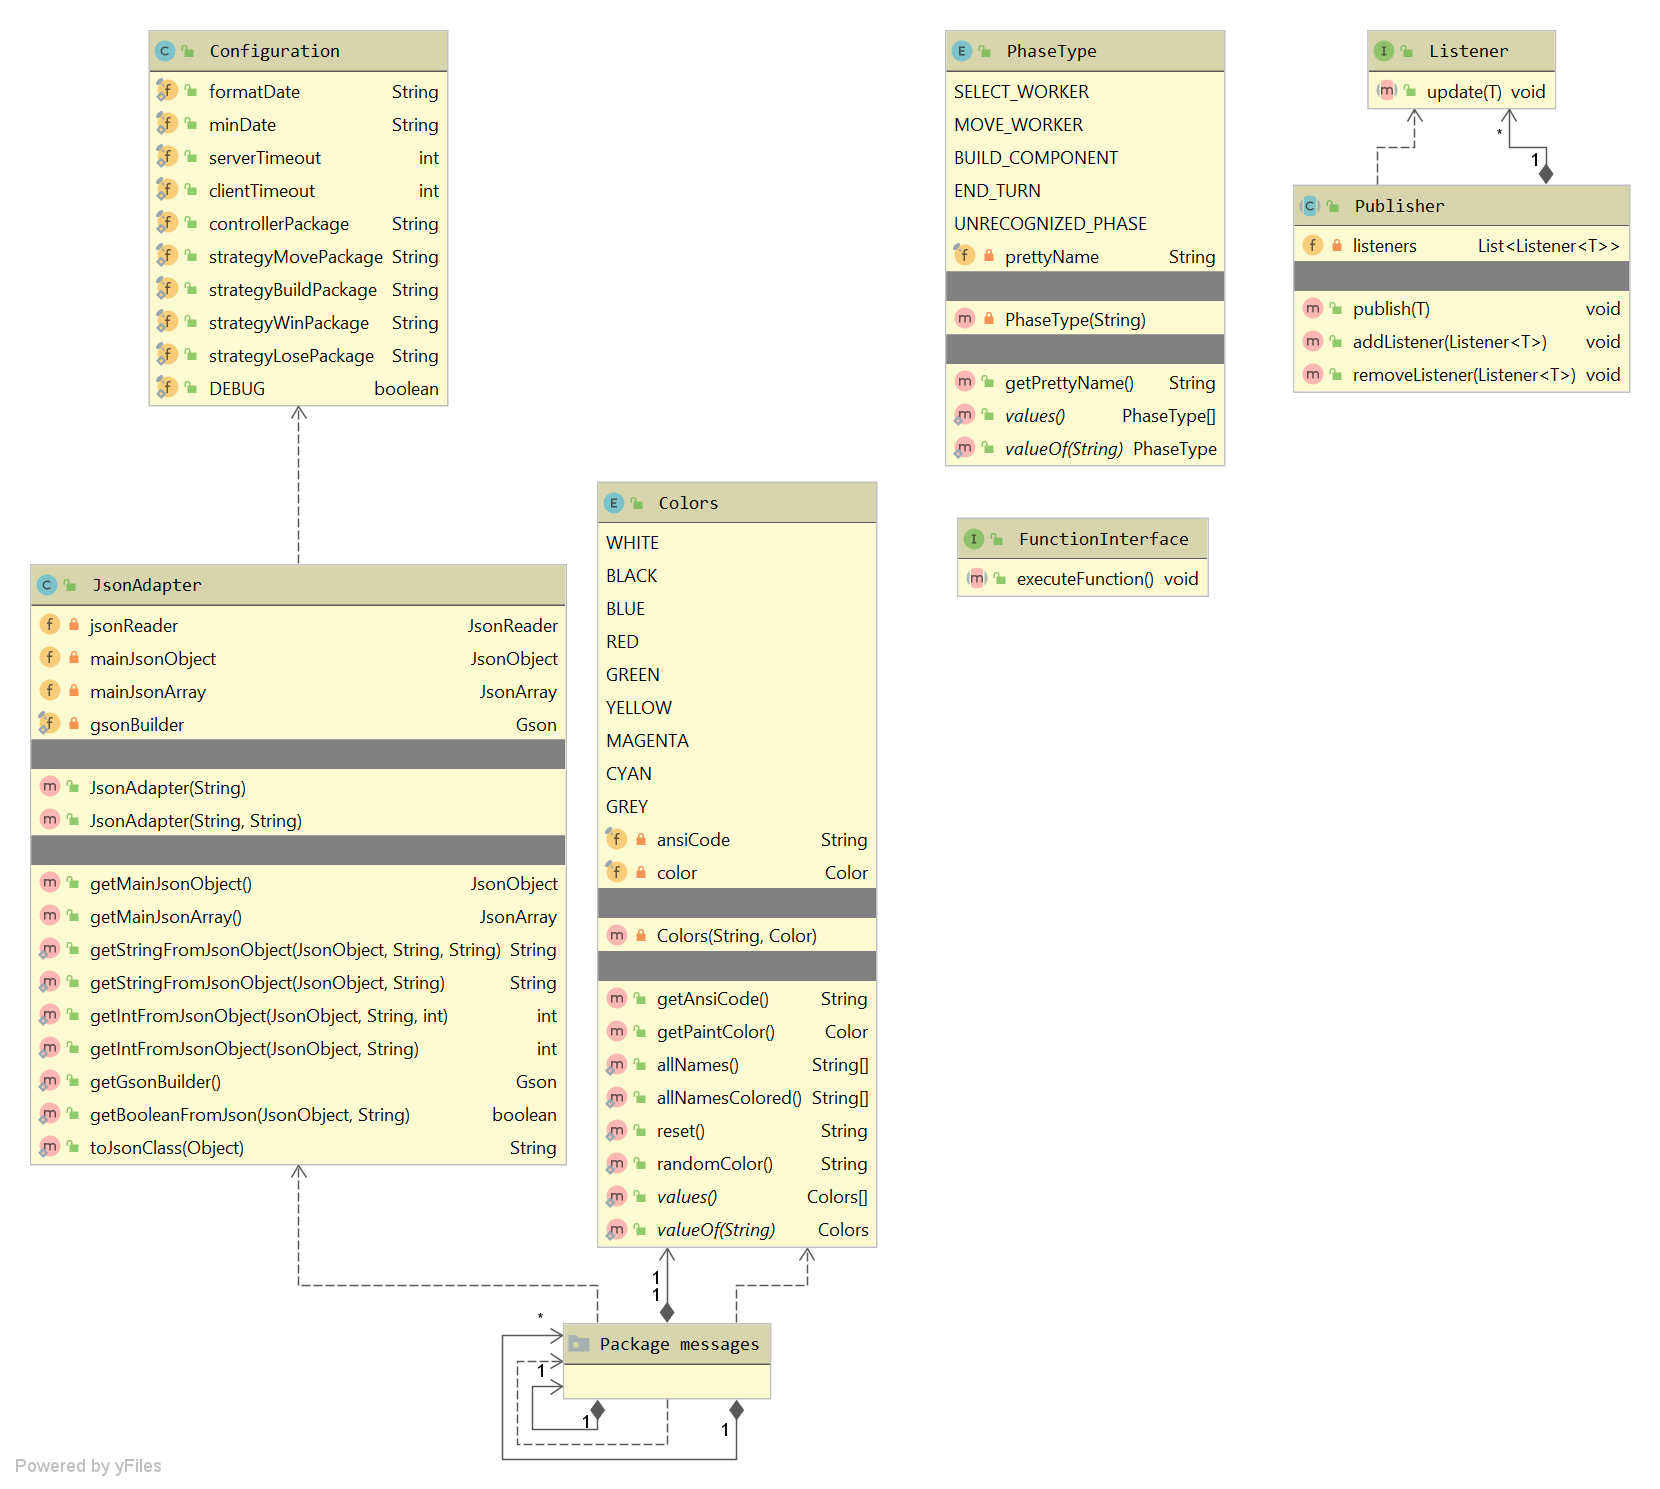 Configuration
formatDate String
minDate String
serverTimeout int
clientTimeout int
controllerPackage String
strategyMovePackage String
strategyBuildPackage String
strategyWinPackage String
strategyLosePackage String
DEBUG boolean
PhaseType
SELECT_WORKER
MOVE_WORKER
BUILD_COMPONENT
END_TURN
UNRECOGNIZED_PHASE
prettyName String
PhaseType(String)
getPrettyName() String
values() PhaseType[]
valueOf(String) PhaseType
Listener
update(T) void
*
1
Publisher
listeners List<Listener<T>>
publish(T) void
addListener(Listener<T>) void
removeListener(Listener<T>) void
FunctionInterface
executeFunction() void
JsonAdapter
jsonReader JsonReader
mainJsonObject JsonObject
mainJsonArray JsonArray
gsonBuilder Gson
JsonAdapter(String)
JsonAdapter(String, String)
getMainJsonObject() JsonObject
getMainJsonArray() JsonArray
getStringFromJsonObject(JsonObject, String, String) String
getStringFromJsonObject(JsonObject, String) String
getIntFromJsonObject(JsonObject, String, int) int
getIntFromJsonObject(JsonObject, String) int
getGsonBuilder() Gson
getBooleanFromJson(JsonObject, String) boolean
toJsonClass(Object) String
Colors
WHITE
BLACK
BLUE
RED
GREEN
YELLOW
MAGENTA
CYAN
GREY
ansiCode String
color Color
Colors(String, Color)
getAnsiCode() String
getPaintColor() Color
allNames() String[]
allNamesColored() String[]
reset() String
randomColor() String
values() Colors[]
valueOf(String) Colors
1
1
*
Package messages
1
1
1
Powered by yFiles